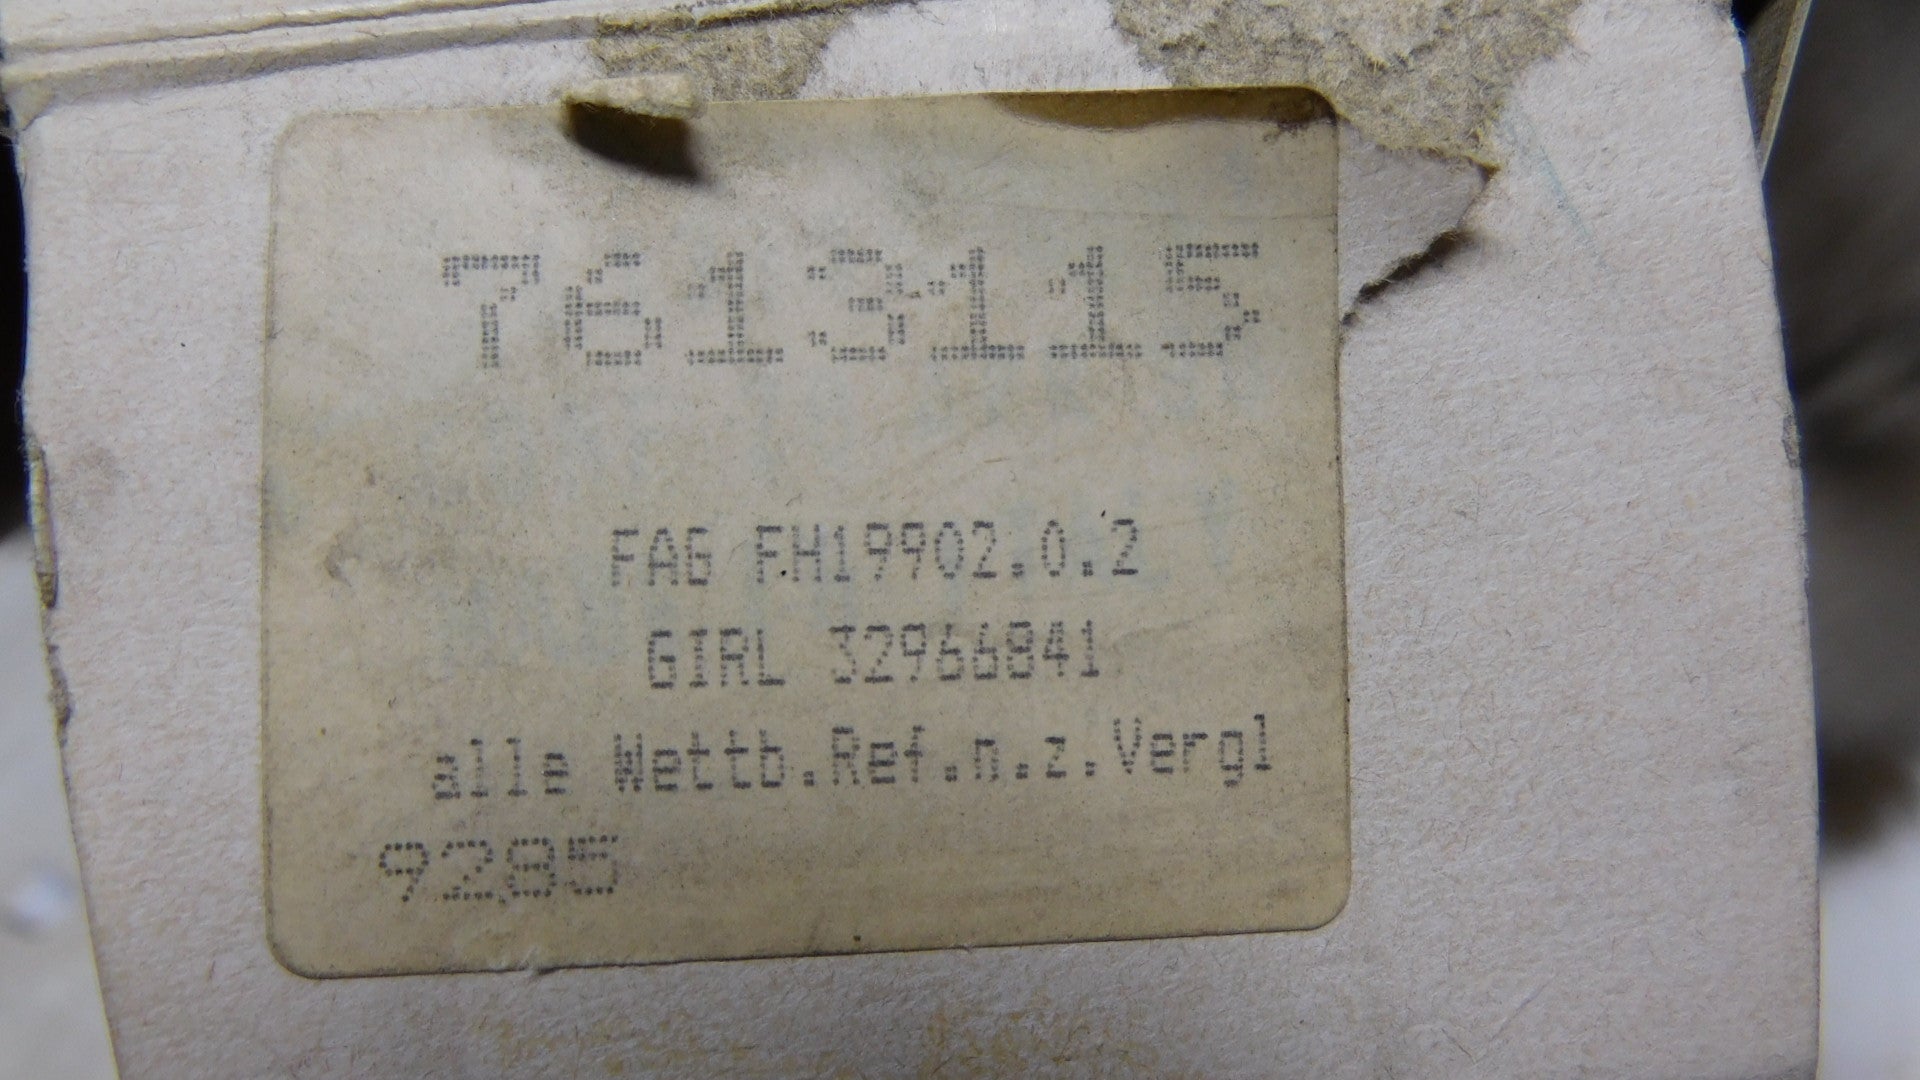 7613115
FAG FH19902.0.2
GIRL 32966841
alle Wettb.Ref.n.z.Vergl
9285